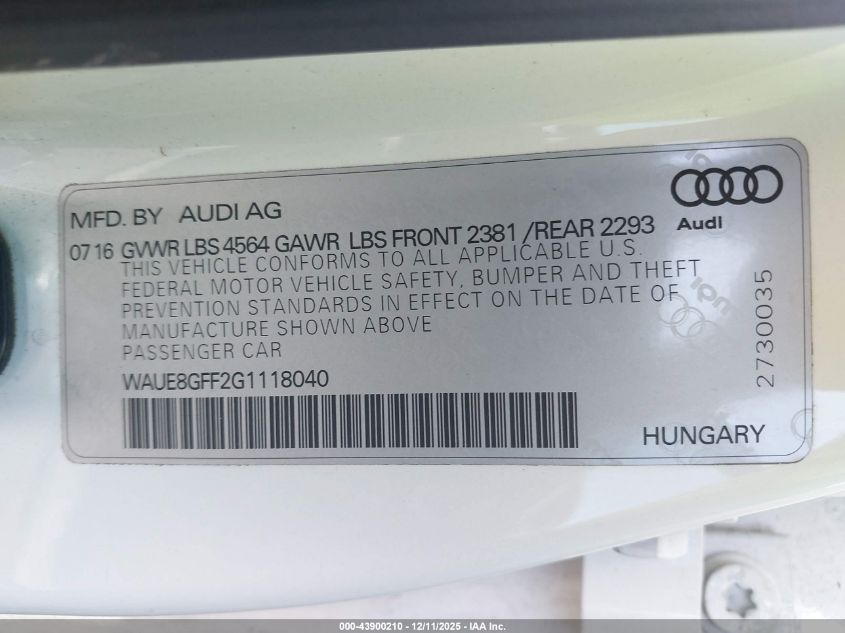 MFD. BY AUDI AG
Audi
07 16 GVWR LBS 4564 GAWR LBS FRONT 2381 /REAR 2293
THIS VEHICLE CONFORMS TO ALL APPLICABLE U.S.
FEDERAL MOTOR VEHICLE SAFETY, BUMPER AND THEFT
PREVENTION STANDARDS IN EFFECT ON THE DATE OF
MANUFACTURE SHOWN ABOVE
PASSENGER CAR
WAUE8GFF2G1118040
2730035
HUNGARY
000-43900210 - 12/11/2025 - IAA Inc.